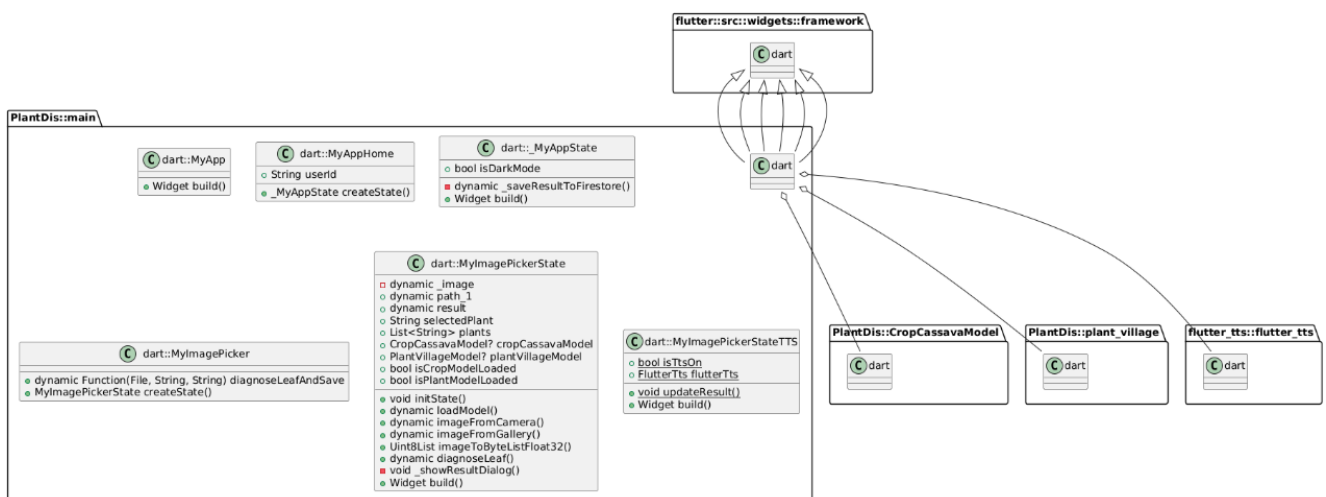 flutter::src::widgets::framework
C dart
PlantDis::main
C dart::MyApp
Widget build()
C dart::MyAppHome
String userId
_MyAppState createState()
C dart::_MyAppState
bool isDarkMode
dynamic _saveResultToFirestore()
Widget build()
C dart
C dart::MyImagePickerState
dynamic _image
dynamic path_1
dynamic result
String selectedPlant
List<String> plants
CropCassavaModel? cropCassavaModel
PlantVillageModel? plantVillageModel
bool isCropModelLoaded
bool isPlantModelLoaded
void initState()
dynamic loadModel()
dynamic imageFromCamera()
dynamic imageFromGallery()
Uint8List imageToByteListFloat32()
dynamic diagnoseLeaf()
void _showResultDialog()
Widget build()
C dart::MyImagePicker
dynamic Function(File, String, String) diagnoseLeafAndSave
MyImagePickerState createState()
C dart::MyImagePickerStateTTS
bool isTtsOn
FlutterTts flutterTts
void updateResult()
Widget build()
PlantDis::CropCassavaModel
C dart
PlantDis::plant_village
C dart
flutter_tts::flutter_tts
C dart